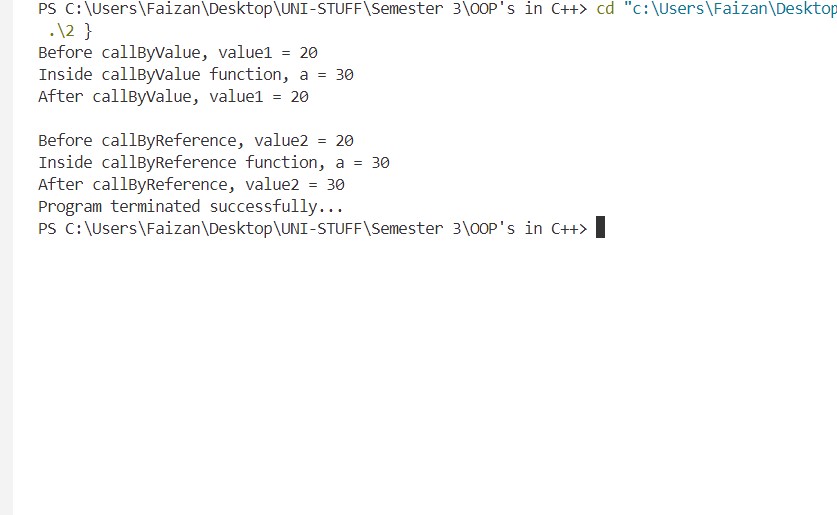 PS C:\Users\Faizan\Desktop\UNI-STUFF\Semester 3\OOP's in C++> cd "c:\Users\Faizan\Desktop
.\2 }
Before callByValue, value1 = 20
Inside callByValue function, a = 30
After callByValue, value1 = 20

Before callByReference, value2 = 20
Inside callByReference function, a = 30
After callByReference, value2 = 30
Program terminated successfully...
PS C:\Users\Faizan\Desktop\UNI-STUFF\Semester 3\OOP's in C++>